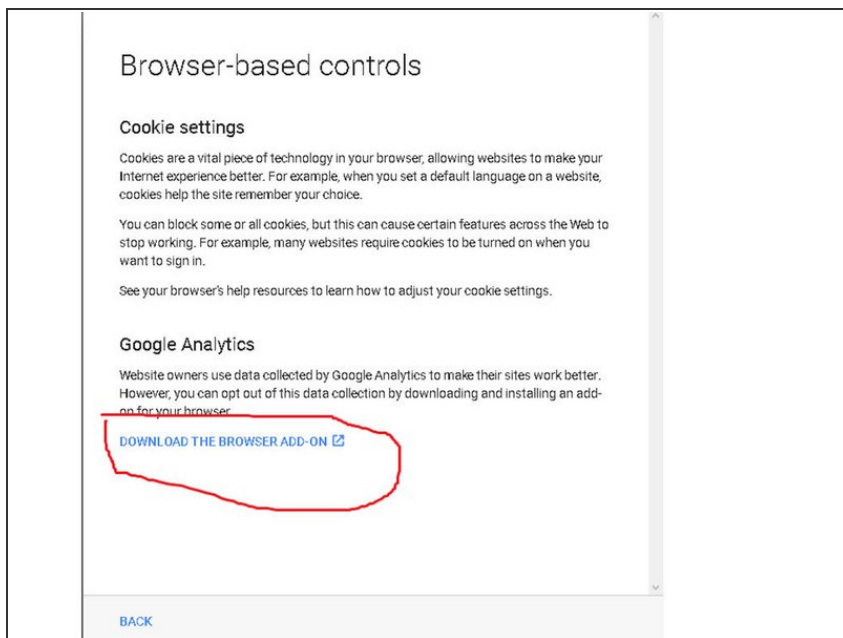 Browser-based controls
Cookie settings
Cookies are a vital piece of technology in your browser, allowing websites to make your
Internet experience better. For example, when you set a default language on a website,
cookies help the site remember your choice.
You can block some or all cookies, but this can cause certain features across the Web to
stop working. For example, many websites require cookies to be turned on when you
want to sign in.
See your browser's help resources to learn how to adjust your cookie settings.
Google Analytics
Website owners use data collected by Google Analytics to make their sites work better.
However, you can opt out of this data collection by downloading and installing an add-
on for your browser
DOWNLOAD THE BROWSER ADD-ON
BACK